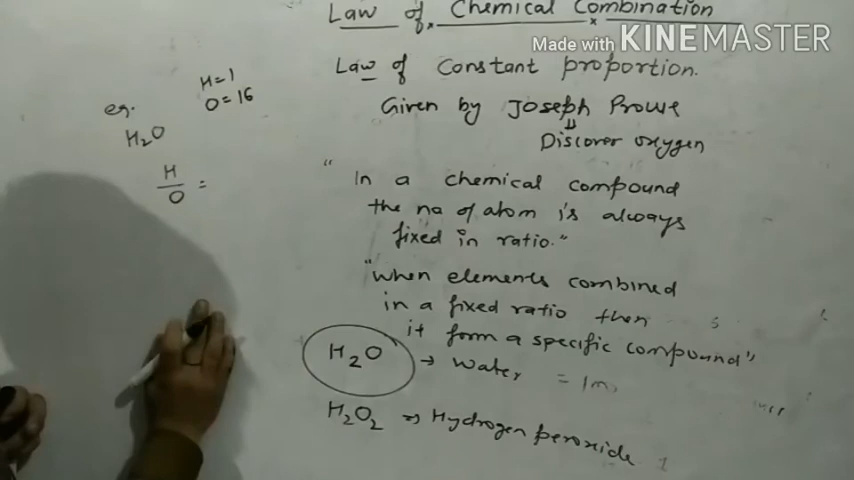 Law of Chemical Combination
Made with KINEMASTER
Law of Constant proportion.
Given by Joseph Prowe
Discover oxygen
"In a chemical compound
the no of atom is always
fixed in ratio."
"when elements combined
in a fixed ratio then
it form a specific compound"
H2O → water = 1m
H2O2 → Hydrogen peroxide
eg.
H=1
O=16
H2O
H/O =